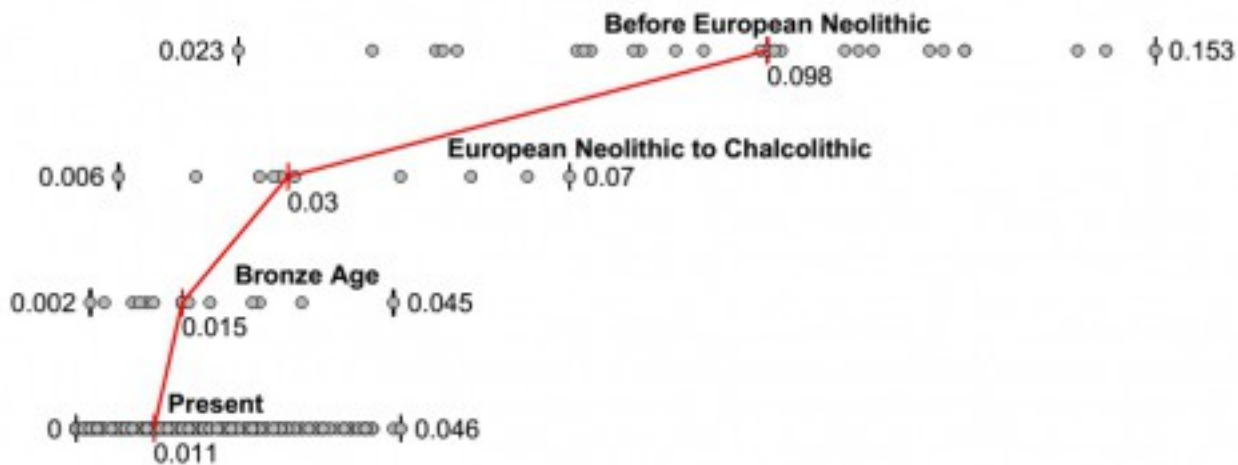 Before European Neolithic
0.023 0.153
0.098
European Neolithic to Chalcolithic
0.006 0.07
0.03
Bronze Age
0.002 0.045
0.015
Present
0 0.046
0.011